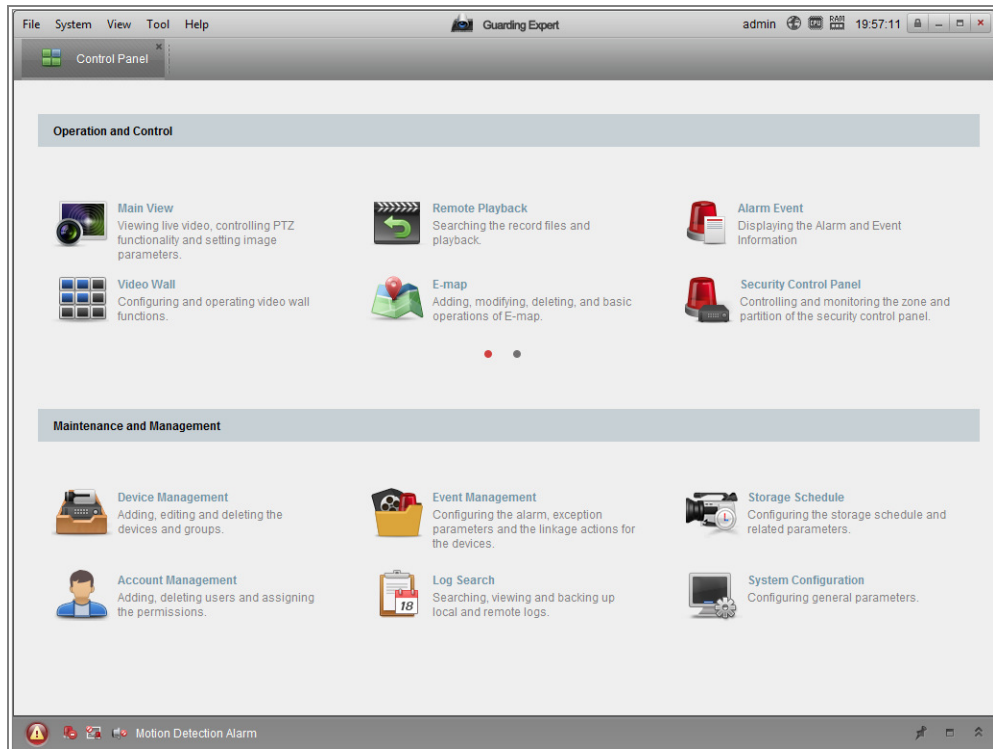 File System View Tool Help Guarding Expert admin CPU RAM 19:57:11
Control Panel
Operation and Control
Main View
Viewing live video, controlling PTZ
functionality and setting image
parameters.
Remote Playback
Searching the record files and
playback.
Alarm Event
Displaying the Alarm and Event
Information
Video Wall
Configuring and operating video wall
functions.
E-map
Adding, modifying, deleting, and basic
operations of E-map.
Security Control Panel
Controlling and monitoring the zone and
partition of the security control panel.
Maintenance and Management
Device Management
Adding, editing and deleting the
devices and groups.
Event Management
Configuring the alarm, exception
parameters and the linkage actions for
the devices.
Storage Schedule
Configuring the storage schedule and
related parameters.
Account Management
Adding, deleting users and assigning
the permissions.
18
Log Search
Searching, viewing and backing up
local and remote logs.
System Configuration
Configuring general parameters.
Motion Detection Alarm